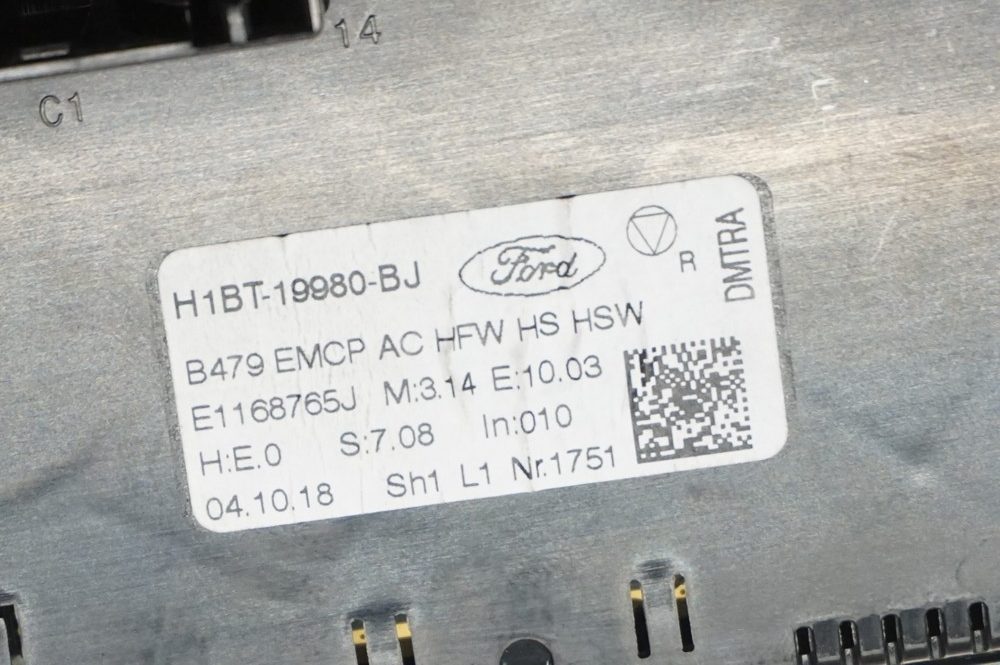 14
C1
H1BT-19980-BJ
Ford
R
DMTRA
B479 EMCP AC HFW HS HSW
E1168765J M:3.14 E:10.03
H:E.0 S:7.08 In:010
04.10.18 Sh1 L1 Nr.1751